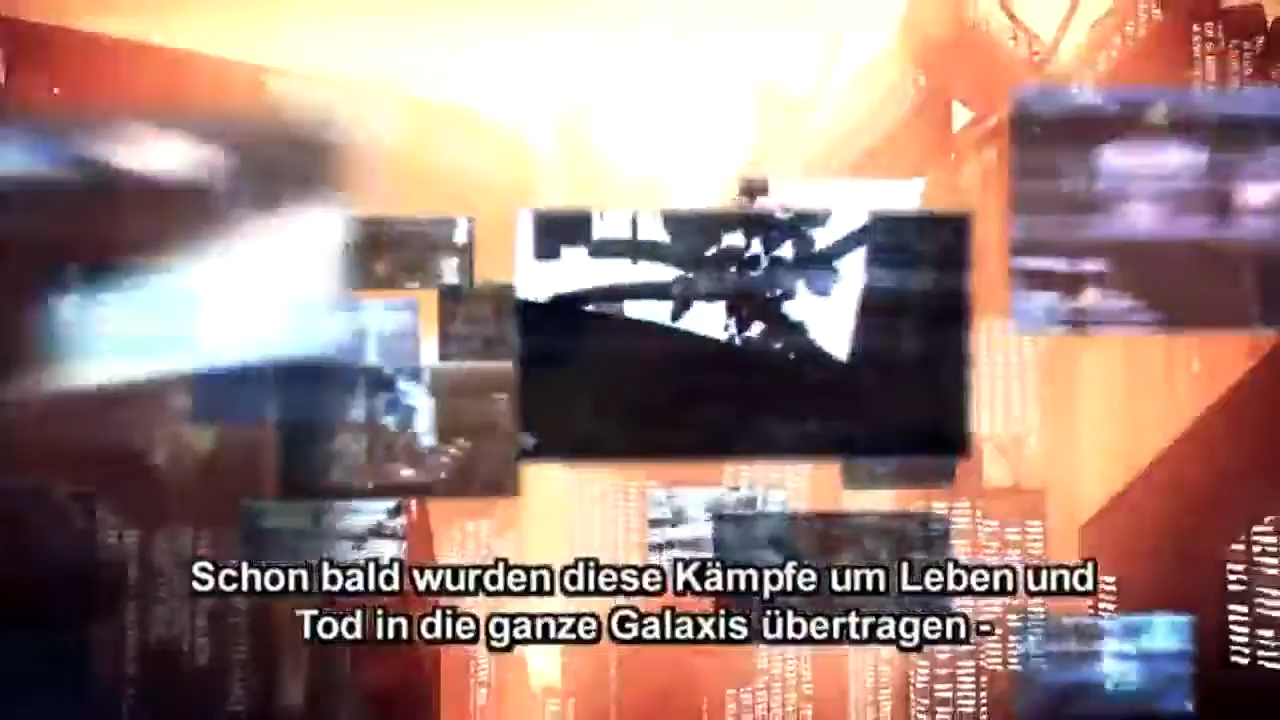 Schon bald wurden diese Kämpfe um Leben und
Tod in die ganze Galaxis übertragen -